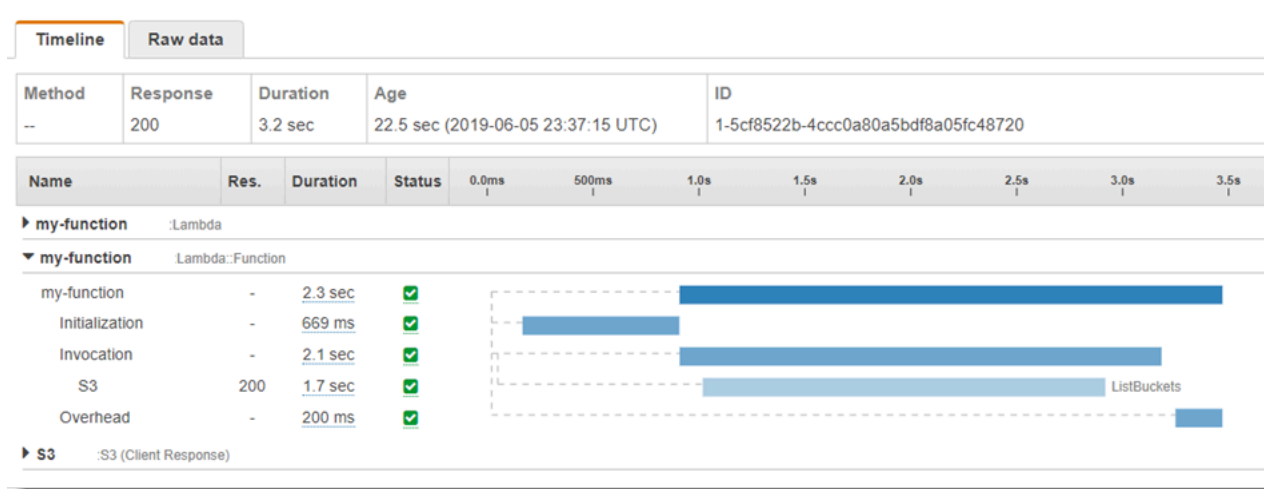 Timeline Raw data
Method Response Duration Age ID
-- 200 3.2 sec 22.5 sec (2019-06-05 23:37:15 UTC) 1-5cf8522b-4ccc0a80a5bdf8a05fc48720
Name Res. Duration Status 0.0ms 500ms 1.0s 1.5s 2.0s 2.5s 3.0s 3.5s
my-function :Lambda
my-function :Lambda::Function
my-function - 2.3 sec
Initialization - 669 ms
Invocation - 2.1 sec
S3 200 1.7 sec ListBuckets
Overhead - 200 ms
S3 :S3 (Client Response)